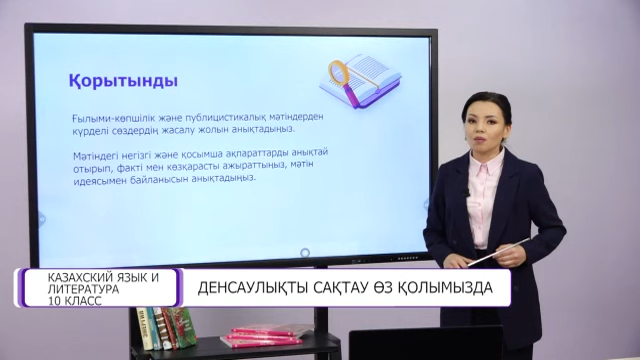 Қорытынды
Ғылыми-көпшілік және публицистикалық мәтіндерден
күрделі сөздердің жасалу жолын анықтадыңыз.
Мәтіндегі негізгі және қосымша ақпараттарды анықтай
отырып, факті мен көзқарасты ажыраттыңыз, мәтін
идеясымен байланысын анықтадыңыз.
КАЗАХСКИЙ ЯЗЫК И
ЛИТЕРАТУРА
10 КЛАСС
ДЕНСАУЛЫҚТЫ САҚТАУ ӨЗ ҚОЛЫМЫЗДА